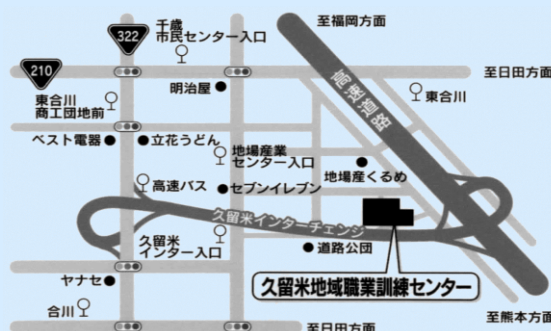 322
千歳
市民センター入口
至福岡方面
210
至日田方面
明治屋
高速道路
東合川
商工団地前
東合川
ベスト電器
立花うどん
地場産業
センター入口
地場産くるめ
高速バス
セブンイレブン
久留米インターチェンジ
久留米
インター入口
道路公団
ヤナセ
久留米地域職業訓練センター
合川
至日田方面
至熊本方面